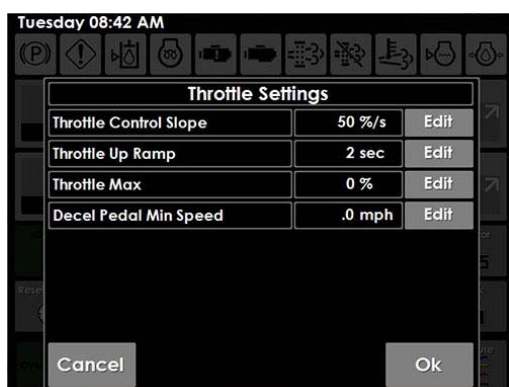 Tuesday 08:42 AM
(P)
Throttle Settings
Throttle Control Slope 50 %/s Edit
Throttle Up Ramp 2 sec Edit
Throttle Max 0 % Edit
Decel Pedal Min Speed .0 mph Edit
Rese
Cancel Ok